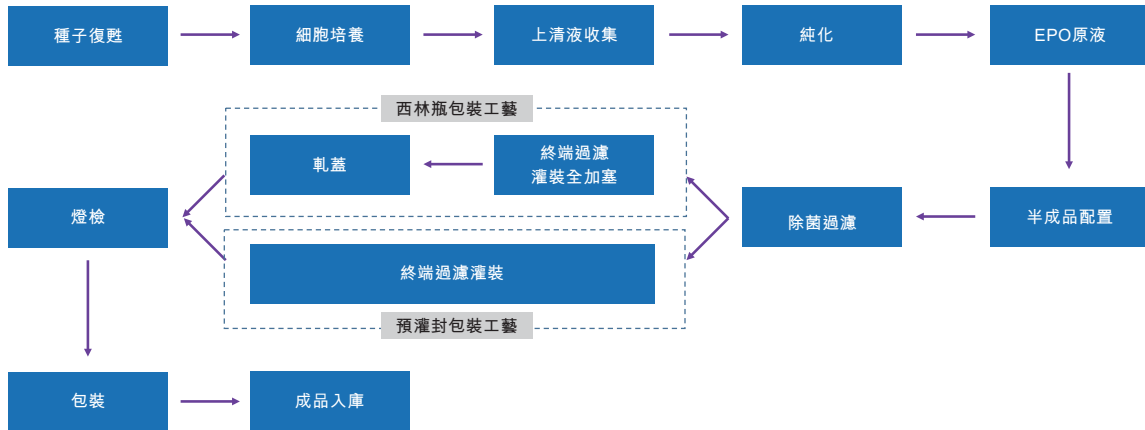 種子復甦
細胞培養
上清液收集
純化
EPO原液
半成品配置
除菌過濾
西林瓶包裝工藝
終端過濾
灌裝全加塞
軋蓋
終端過濾灌裝
預灌封包裝工藝
燈檢
包裝
成品入庫